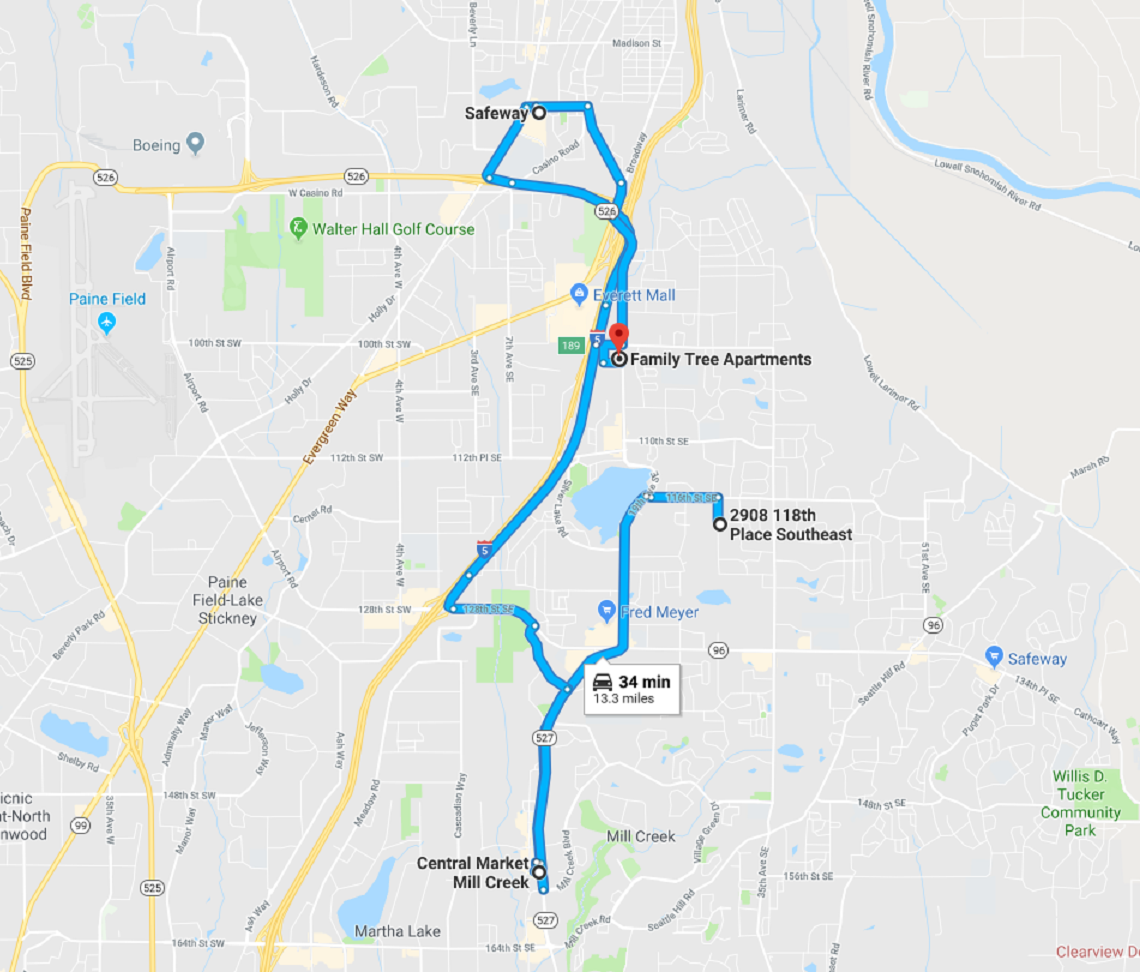 Beverly Ln
Madison St
Snohomish River Rd
Hardeson Rd
Larimer Rd
Safeway
Boeing
Casino Road
Broadway
Lowell Snohomish River Rd
526
526
W Casino Rd
526
Paine Field Blvd
Walter Hall Golf Course
Airport Rd
4th Ave W
Everett Mall
Paine Field
Holly Dr
100th St SW
100th St SW
189
5
Family Tree Apartments
525
7th Ave SE
3rd Ave SE
Airport Rd
Holly Dr
4th Ave W
Lowell Larimer Rd
Evergreen Way
110th St SE
112th St SW
112th Pl SE
Marsh Rd
Silver Lake Rd
19th Ave SE
116th St SE
2908 118th
Place Southeast
Beach Dr
Center Rd
5
Airport Rd
4th Ave W
51st Ave SE
Paine
Field-Lake
Stickney
128th St SW
128th St SE
Fred Meyer
96
Beverly Park Rd
96
Safeway
34 min
13.3 miles
Seattle Hill Rd
134th Pl SE
Puget Park Dr
Cathcart Way
Admiralty Way
Manor Way
Jefferson Way
Ash Way
527
Shelby Rd
Willis D.
Tucker
Community
Park
148th St SW
Meadow Rd
Cascadian Way
148th St SE
icnic
nt-North
nwood
99
35th Ave W
Manor Way
Mill Creek
Village Green Dr
Central Market
Mill Creek
Mill Creek Blvd
35th Ave SE
156th St SE
525
Ash Way
527
Seattle Hill Rd
Martha Lake
Mill Creek Rd
164th St SW
164th St SE
Clearview